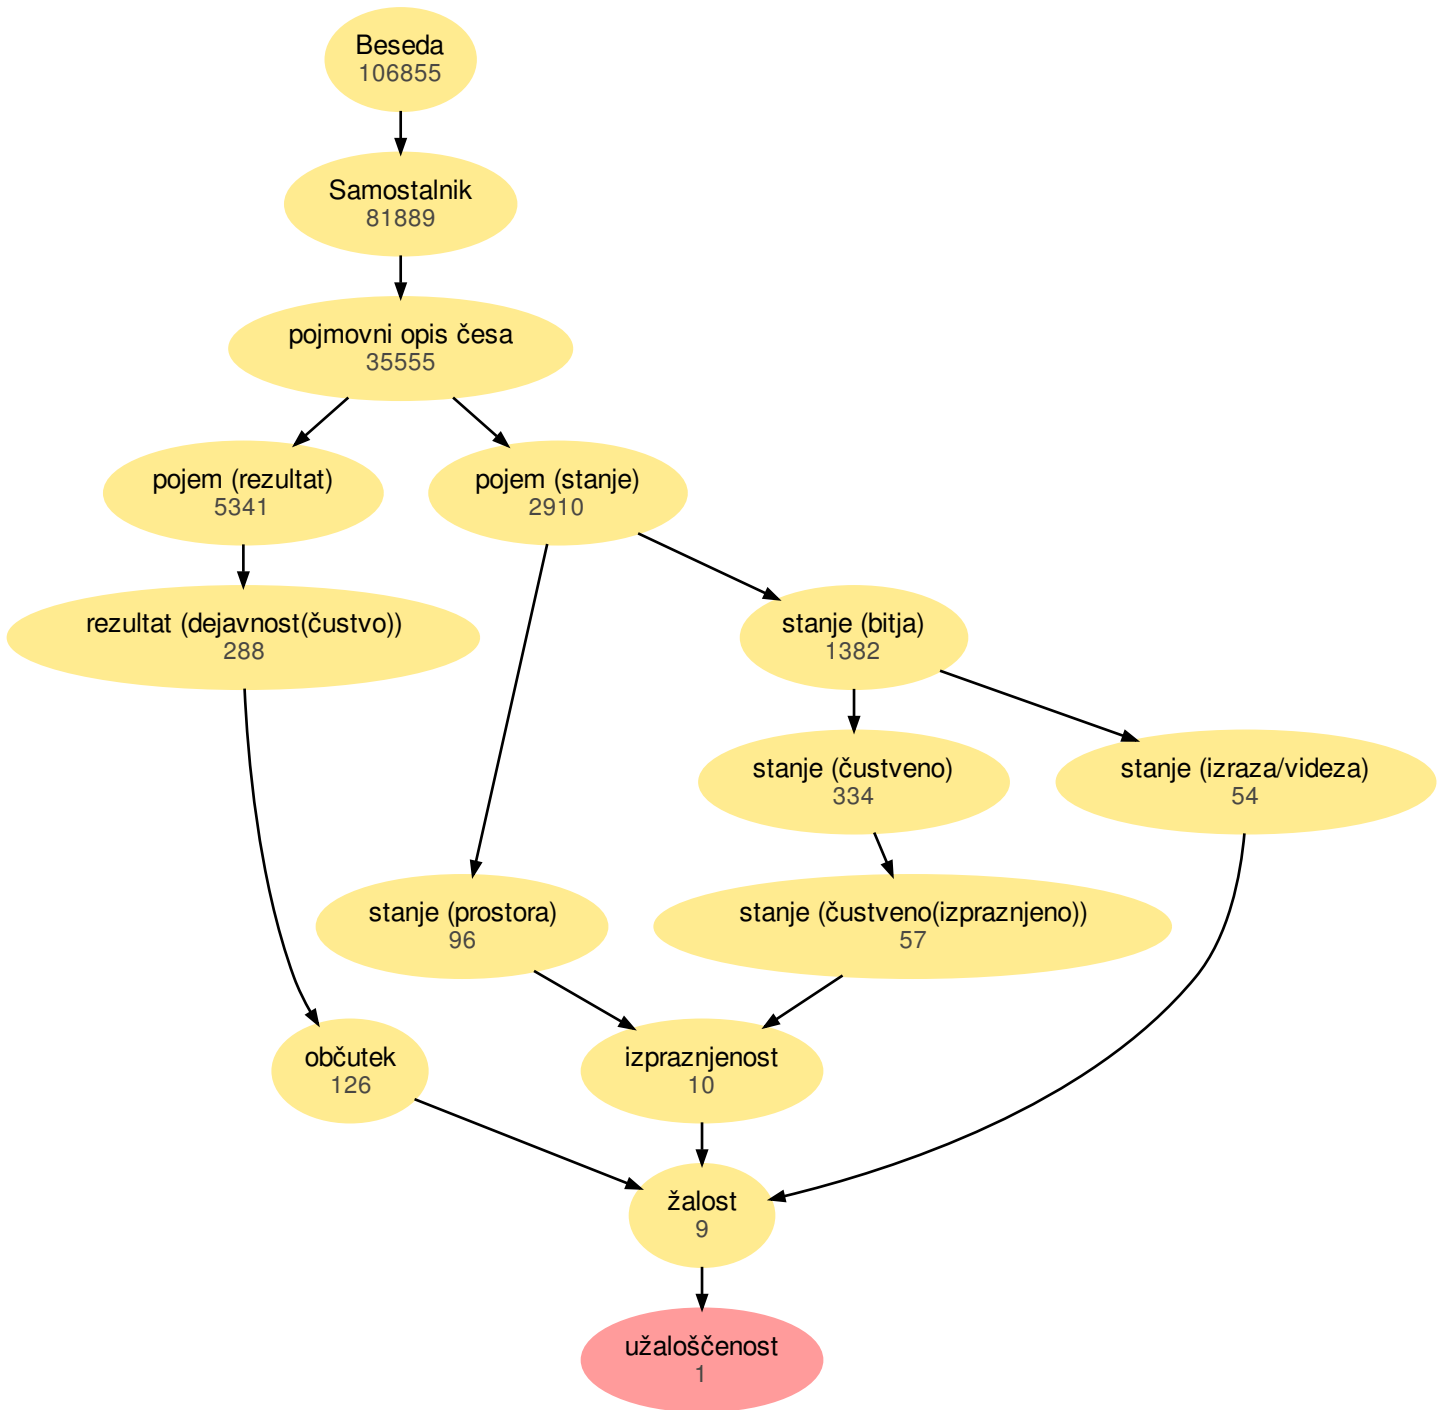 Beseda
106855
Samostalnik
81889
pojmovni opis česa
35555
pojem (rezultat)
5341
pojem (stanje)
2910
rezultat (dejavnost(čustvo))
288
stanje (bitja)
1382
stanje (čustveno)
334
stanje (izraza/videza)
54
stanje (prostora)
96
stanje (čustveno(izpraznjeno))
57
občutek
126
izpraznjenost
10
žalost
9
užaloščenost
1